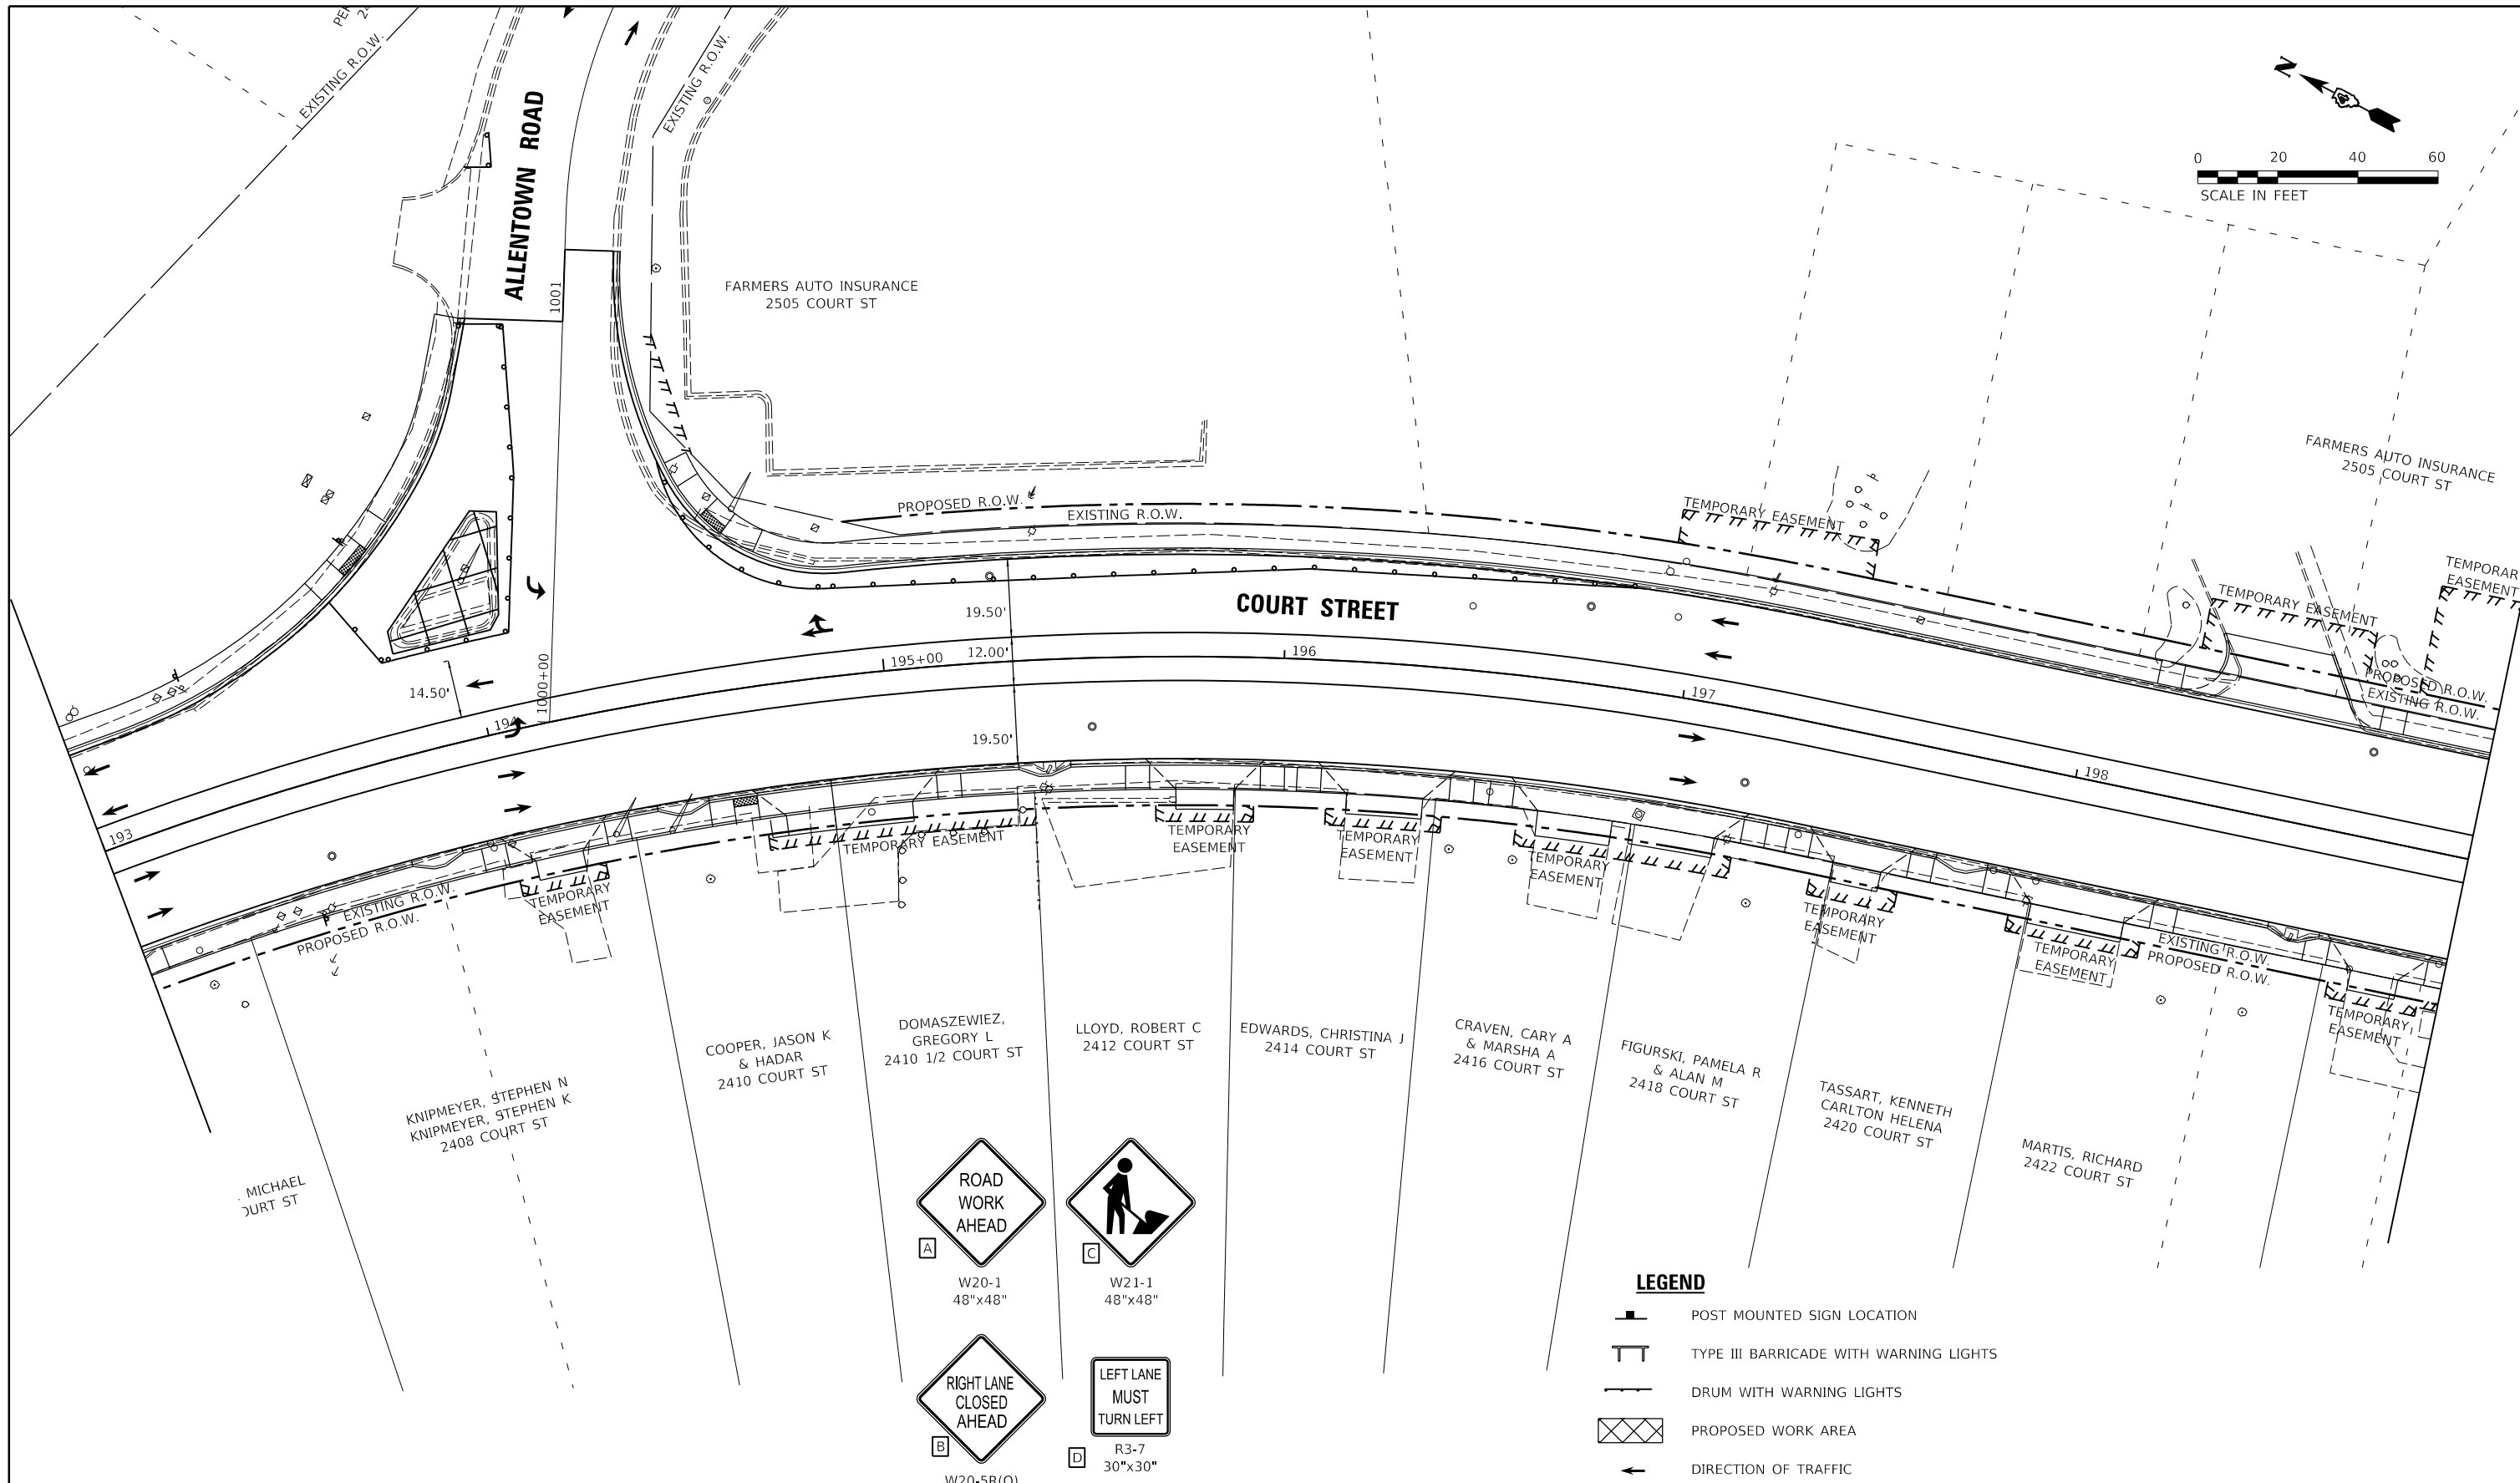 EXISTING R.O.W.
ALLENTOWN ROAD
EXISTING R.O.W.
N
0 20 40 60
SCALE IN FEET
1001
FARMERS AUTO INSURANCE
2505 COURT ST
FARMERS AUTO INSURANCE
2505 COURT ST
PROPOSED R.O.W.
EXISTING R.O.W.
TEMPORARY EASEMENT
TEMPORARY EASEMENT
EASEMENT
COURT STREET
19.50'
12.00'
19.50'
14.50'
1000+00
193
194
195+00
196
197
198
PROPOSED R.O.W.
EXISTING R.O.W.
EXISTING R.O.W.
PROPOSED R.O.W.
TEMPORARY
EASEMENT
TEMPORARY EASEMENT
TEMPORARY
EASEMENT
TEMPORARY
EASEMENT
TEMPORARY
EASEMENT
TEMPORARY
EASEMENT
TEMPORARY
EASEMENT
EXISTING R.O.W.
PROPOSED R.O.W.
TEMPORARY
EASEMENT
MICHAEL
ST
KNIPMEYER, STEPHEN N
KNIPMEYER, STEPHEN K
2408 COURT ST
COOPER, JASON K
& HADAR
2410 COURT ST
DOMASZEWIEZ,
GREGORY L
2410 1/2 COURT ST
LLOYD, ROBERT C
2412 COURT ST
EDWARDS, CHRISTINA J
2414 COURT ST
CRAVEN, CARY A
& MARSHA A
2416 COURT ST
FIGURSKI, PAMELA R
& ALAN M
2418 COURT ST
TASSART, KENNETH
CARLTON HELENA
2420 COURT ST
MARTIS, RICHARD
2422 COURT ST
ROAD
WORK
AHEAD
A
W20-1
48"x48"
C
W21-1
48"x48"
RIGHT LANE
CLOSED
AHEAD
B
W20-5R(O)
LEFT LANE
MUST
TURN LEFT
D
R3-7
30"x30"
LEGEND
POST MOUNTED SIGN LOCATION
TYPE III BARRICADE WITH WARNING LIGHTS
DRUM WITH WARNING LIGHTS
PROPOSED WORK AREA
DIRECTION OF TRAFFIC